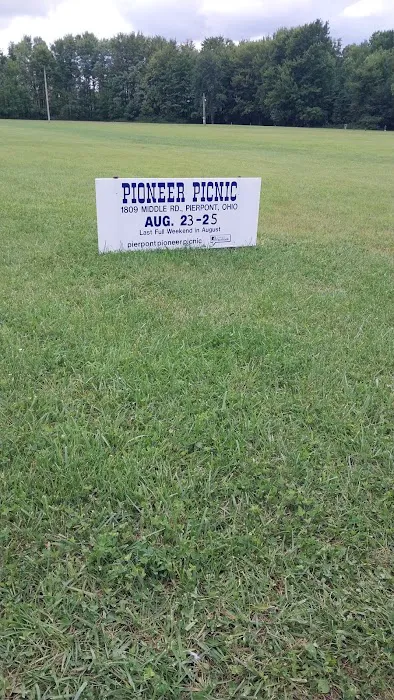 PIONEER PICNIC
1809 MIDDLE RD., PIERPONT, OHIO
AUG. 23-25
Last Full Weekend in August
pierpontpioneerpicnic